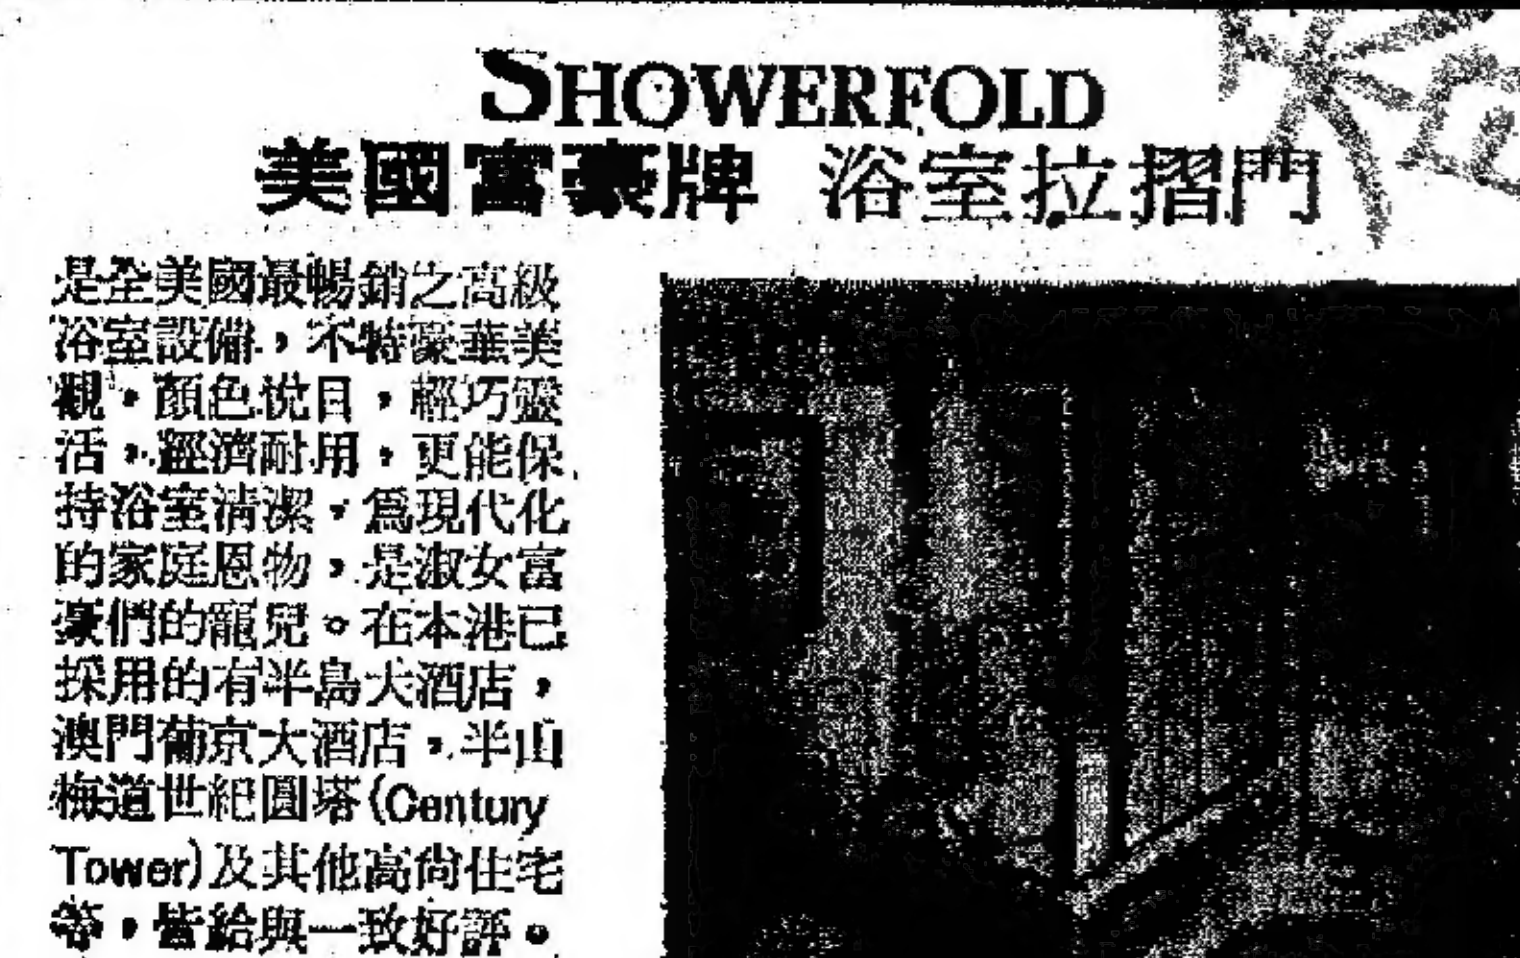 SHOWERFOLD
美國富豪牌 浴室拉摺門
是全美國最暢銷之高級
浴室設備，不特豪華美
觀，顏色悅目，輕巧靈
活，經濟耐用，更能保
持浴室清潔，為現代化
的家庭恩物，是淑女富
豪們的寵兒。在本港已
採用的有半島大酒店，
澳門葡京大酒店，半山
梅道世紀圓塔(Century
Tower)及其他高尚住宅
等，皆給與一致好評。